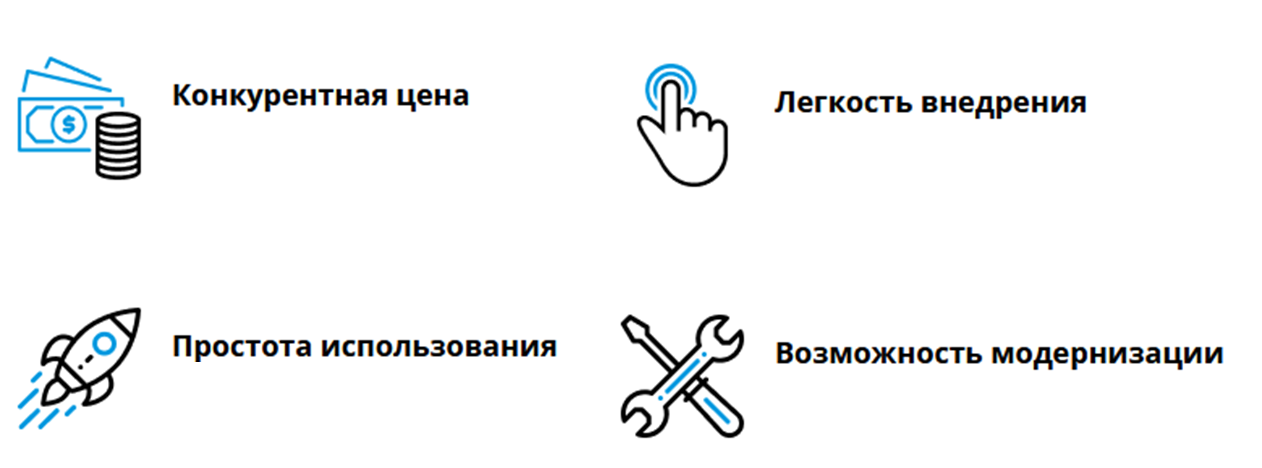 Конкурентная цена
Легкость внедрения
Простота использования
Возможность модернизации